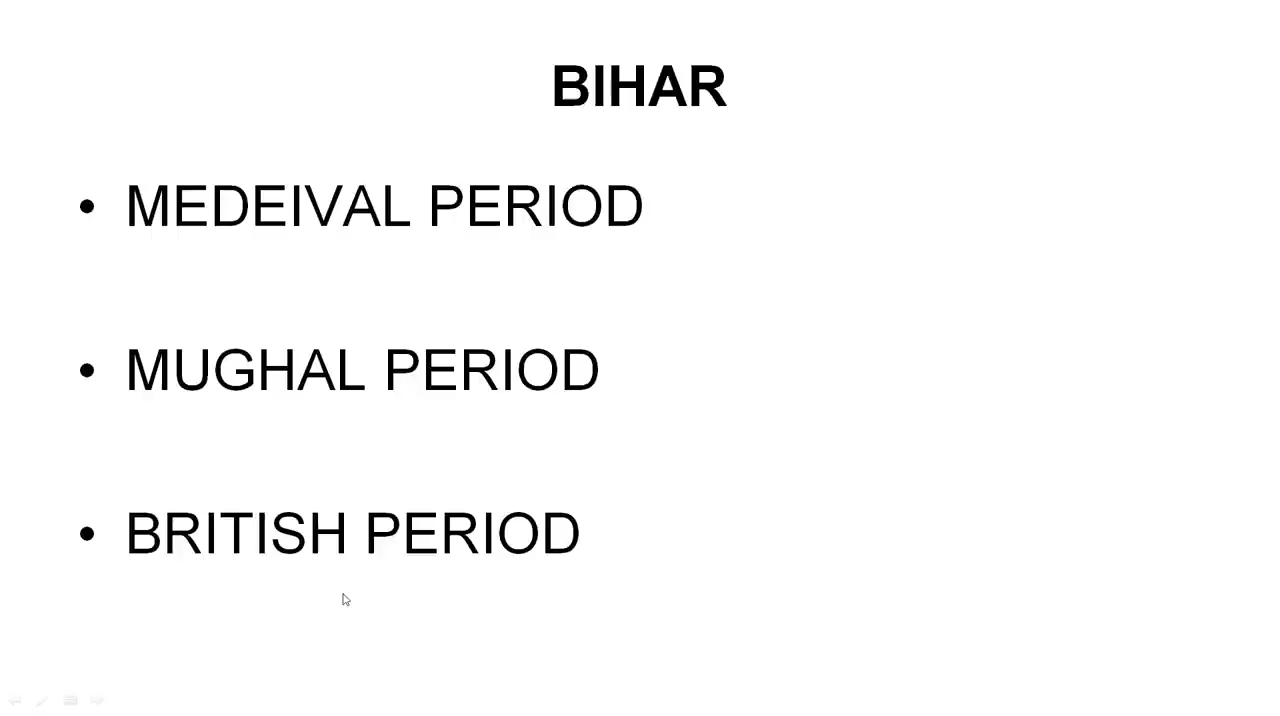 BIHAR
• MEDEIVAL PERIOD
• MUGHAL PERIOD
• BRITISH PERIOD